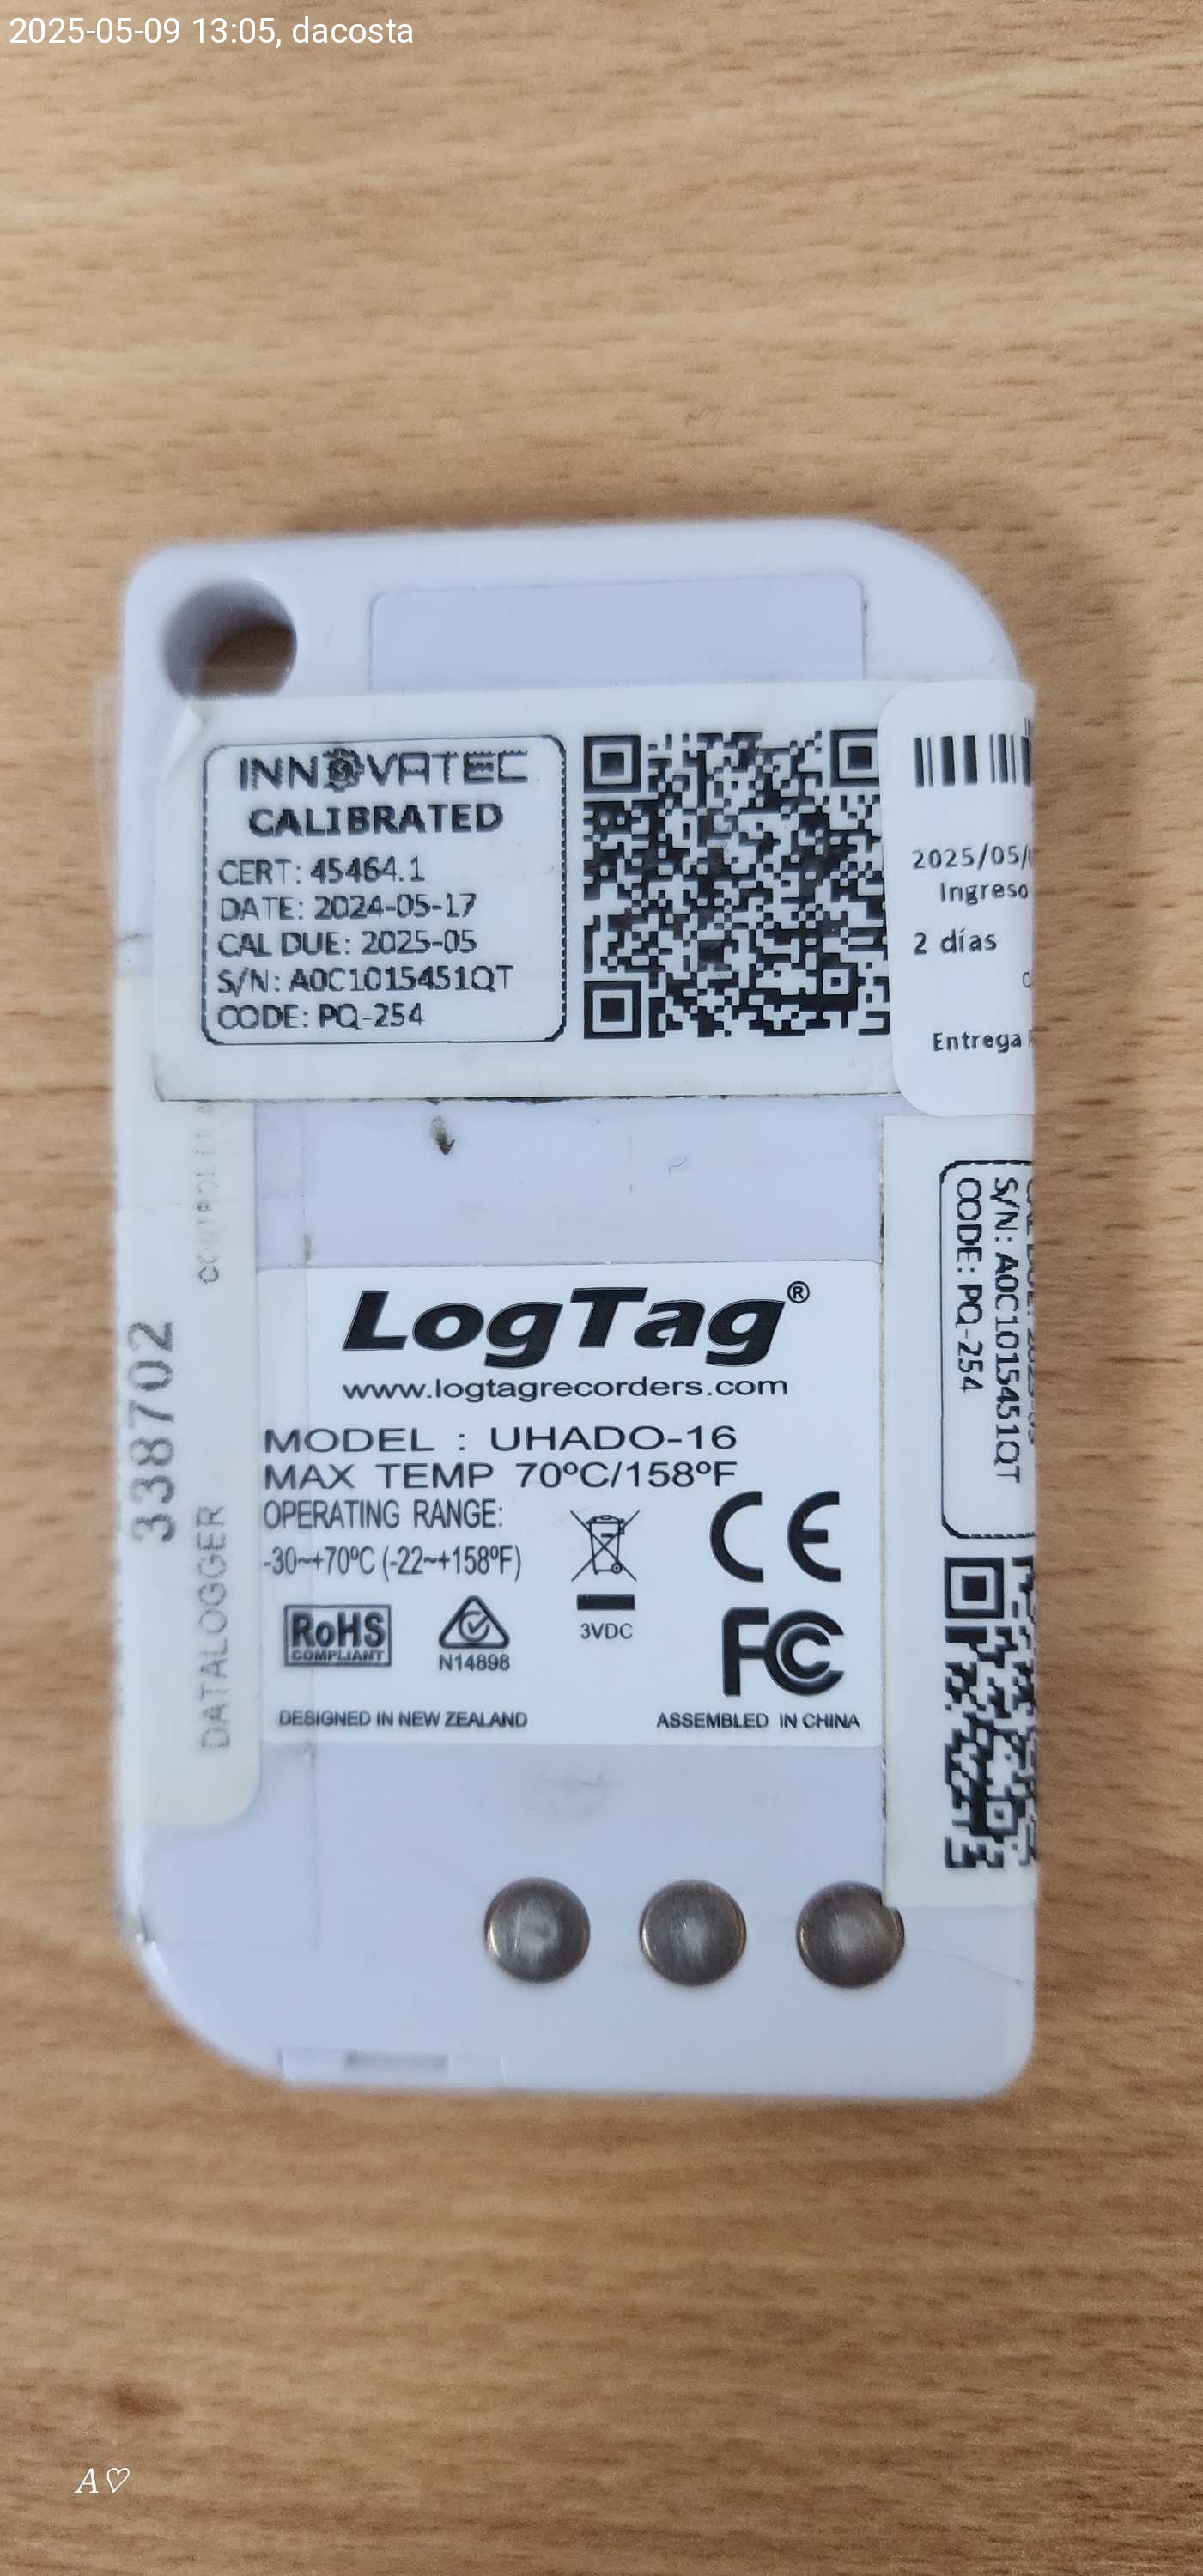 2025-05-09 13:05, dacosta
INNOVATEC
CALIBRATED
CERT: 45464.1
DATE: 2024-05-17
CAL DUE: 2025-05
S/N: A0C1015451QT
CODE: PQ-254
2025/05/
Ingreso
2 días
Entrega
338702
DATALOGGER
LogTag®
www.logtagrecorders.com
MODEL : UHADO-16
MAX TEMP 70ºC/158ºF
OPERATING RANGE:
-30~+70ºC (-22~+158ºF)
CE
RoHS
COMPLIANT
N14898
3VDC
FC
DESIGNED IN NEW ZEALAND
ASSEMBLED IN CHINA
S/N: A0C1015451QT
CODE: PQ-254
A♡